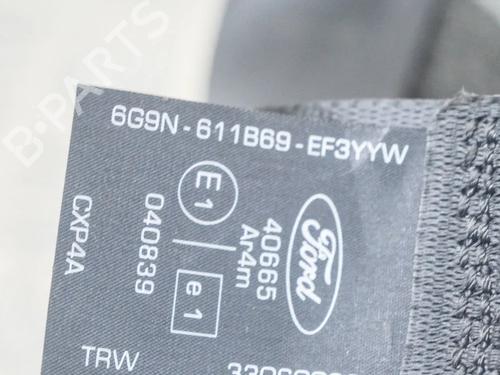 6G9N-611B69-EF3YYW
Ford
40665
Ar4m
E1
e1
040839
CXP4A
TRW
B-PARTS